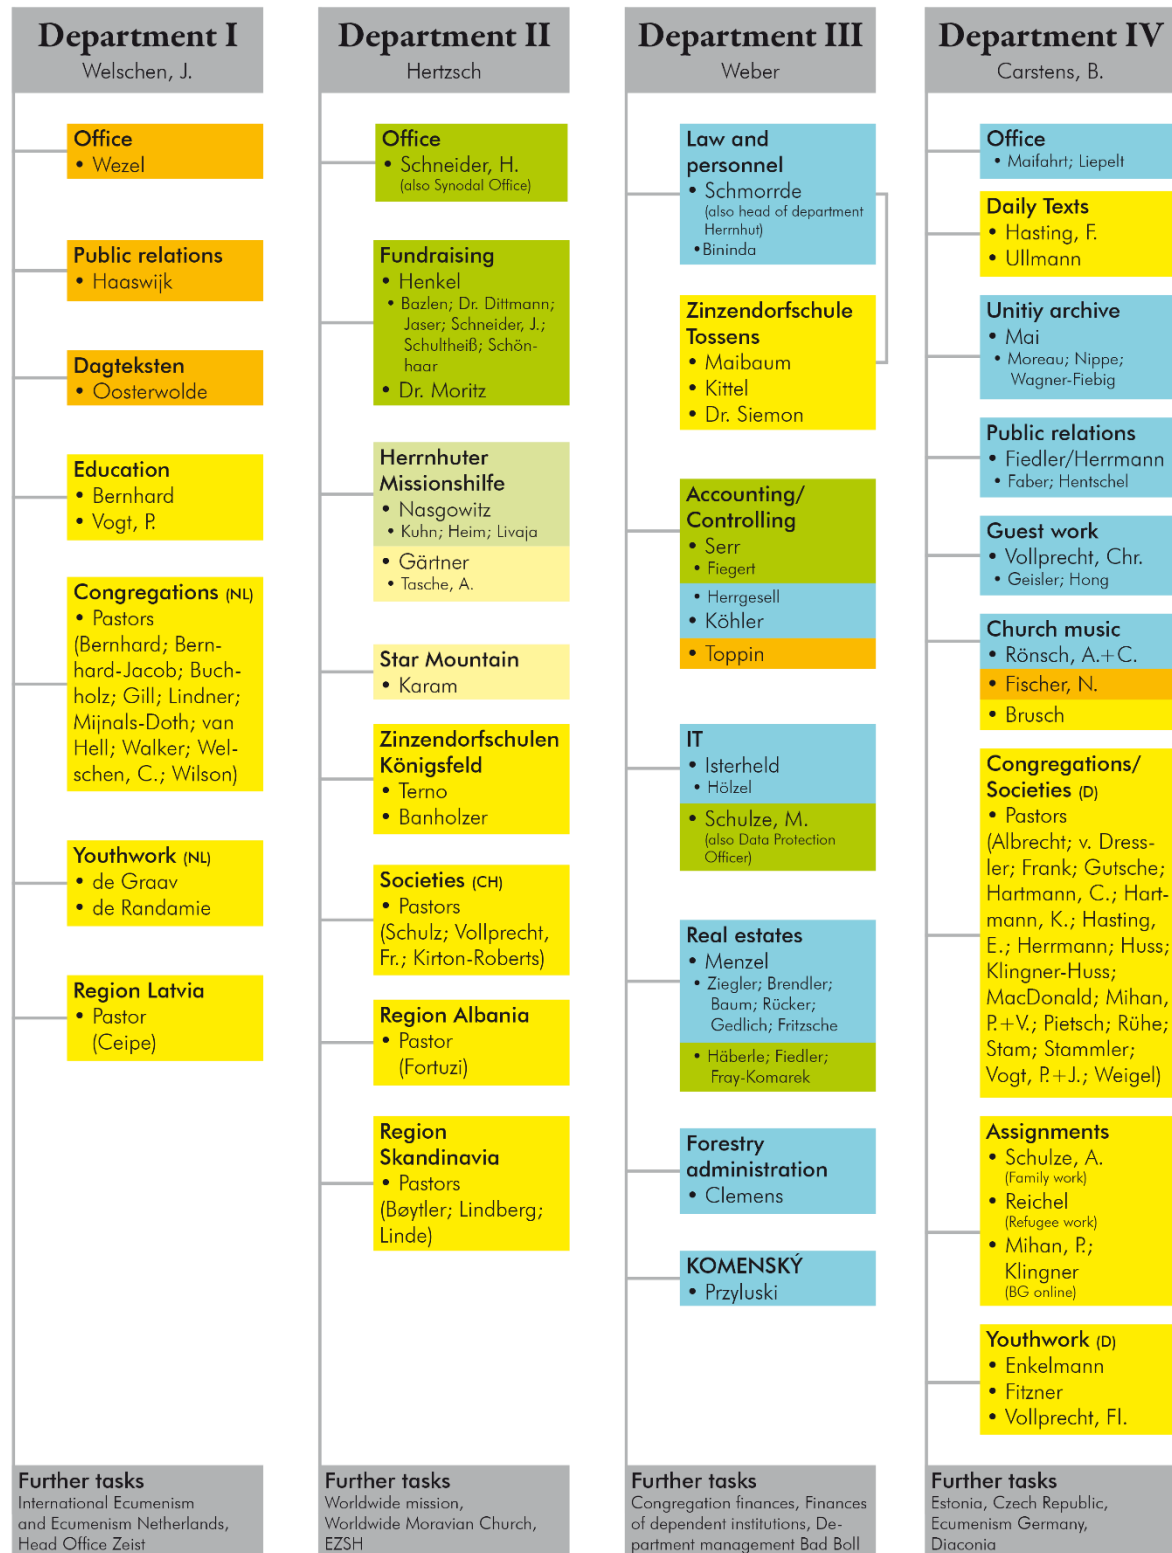 Department I
Welschen, J.
Office
• Wezel
Public relations
• Haaswijk
Dagteksten
• Oosterwolde
Education
• Bernhard
• Vogt, P.
Congregations (NL)
• Pastors
(Bernhard; Bern-
hard-Jacob; Buch-
holz; Gill; Lindner;
Mijnals-Doth; van
Hell; Walker; Wel-
schen, C.; Wilson)
Youthwork (NL)
• de Graav
• de Randamie
Region Latvia
• Pastor
(Ceipe)
Further tasks
International Ecumenism
and Ecumenism Netherlands,
Head Office Zeist
Department II
Hertzsch
Office
• Schneider, H.
(also Synodal Office)
Fundraising
• Henkel
• Bazlen; Dr. Dittmann;
Jaser; Schneider, J.;
Schultheiß; Schön-
haar
• Dr. Moritz
Herrnhuter
Missionshilfe
• Nasgowitz
• Kuhn; Heim; Livaja
• Gärtner
• Tasche, A.
Star Mountain
• Karam
Zinzendorfschulen
Königsfeld
• Terno
• Banholzer
Societies (CH)
• Pastors
(Schulz; Vollprecht,
Fr.; Kirton-Roberts)
Region Albania
• Pastor
(Fortuzi)
Region
Skandinavia
• Pastors
(Bøytler; Lindberg;
Linde)
Further tasks
Worldwide mission,
Worldwide Moravian Church,
EZSH
Department III
Weber
Law and
personnel
• Schmorrde
(also head of department
Herrnhut)
• Bininda
Zinzendorfschule
Tossens
• Maibaum
• Kittel
• Dr. Siemon
Accounting/
Controlling
• Serr
• Fiegert
• Herrgesell
• Köhler
• Toppin
IT
• Isterheld
• Hölzel
• Schulze, M.
(also Data Protection
Officer)
Real estates
• Menzel
• Ziegler; Brendler;
Baum; Rücker;
Gedlich; Fritzsche
• Häberle; Fiedler;
Fray-Komarek
Forestry
administration
• Clemens
KOMENSKÝ
• Przyluski
Further tasks
Congregation finances, Finances
of dependent institutions, De-
partment management Bad Boll
Department IV
Carstens, B.
Office
• Maifahrt; Liepelt
Daily Texts
• Hasting, F.
• Ullmann
Unitiy archive
• Mai
• Moreau; Nippe;
Wagner-Fiebig
Public relations
• Fiedler/Herrmann
• Faber; Hentschel
Guest work
• Vollprecht, Chr.
• Geisler; Hong
Church music
• Rönsch, A.+C.
• Fischer, N.
• Brusch
Congregations/
Societies (D)
• Pastors
(Albrecht; v. Dress-
ler; Frank; Gutsche;
Hartmann, C.; Hart-
mann, K.; Hasting,
E.; Herrmann; Huss;
Klingner-Huss;
MacDonald; Mihan,
P.+V.; Pietsch; Rühe;
Stam; Stammler;
Vogt, P.+J.; Weigel)
Assignments
• Schulze, A.
(Family work)
• Reichel
(Refugee work)
• Mihan, P.;
Klingner
(BG online)
Youthwork (D)
• Enkelmann
• Fitzner
• Vollprecht, Fl.
Further tasks
Estonia, Czech Republic,
Ecumenism Germany,
Diaconia